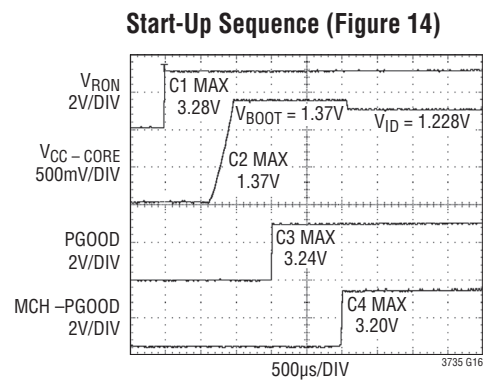 Start-Up Sequence (Figure 14)
VRON
2V/DIV
C1 MAX
3.28V
VBOOT = 1.37V
VID = 1.228V
VCC – CORE
500mV/DIV
C2 MAX
1.37V
PGOOD
2V/DIV
C3 MAX
3.24V
MCH –PGOOD
2V/DIV
C4 MAX
3.20V
500µs/DIV
3735 G16